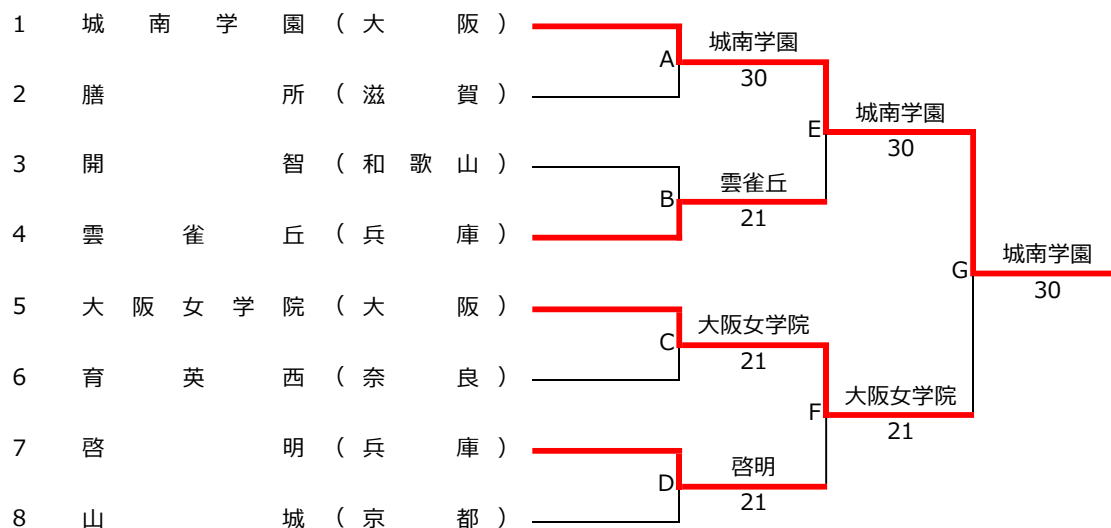 1 城南学園（大阪）
城南学園
A
30
2 膳所（滋賀）
城南学園
E
30
3 開智（和歌山）
雲雀丘
B
21
4 雲雀丘（兵庫）
城南学園
G
30
5 大阪女学院（大阪）
大阪女学院
C
21
6 育英西（奈良）
大阪女学院
F
21
7 啓明（兵庫）
啓明
D
21
8 山城（京都）